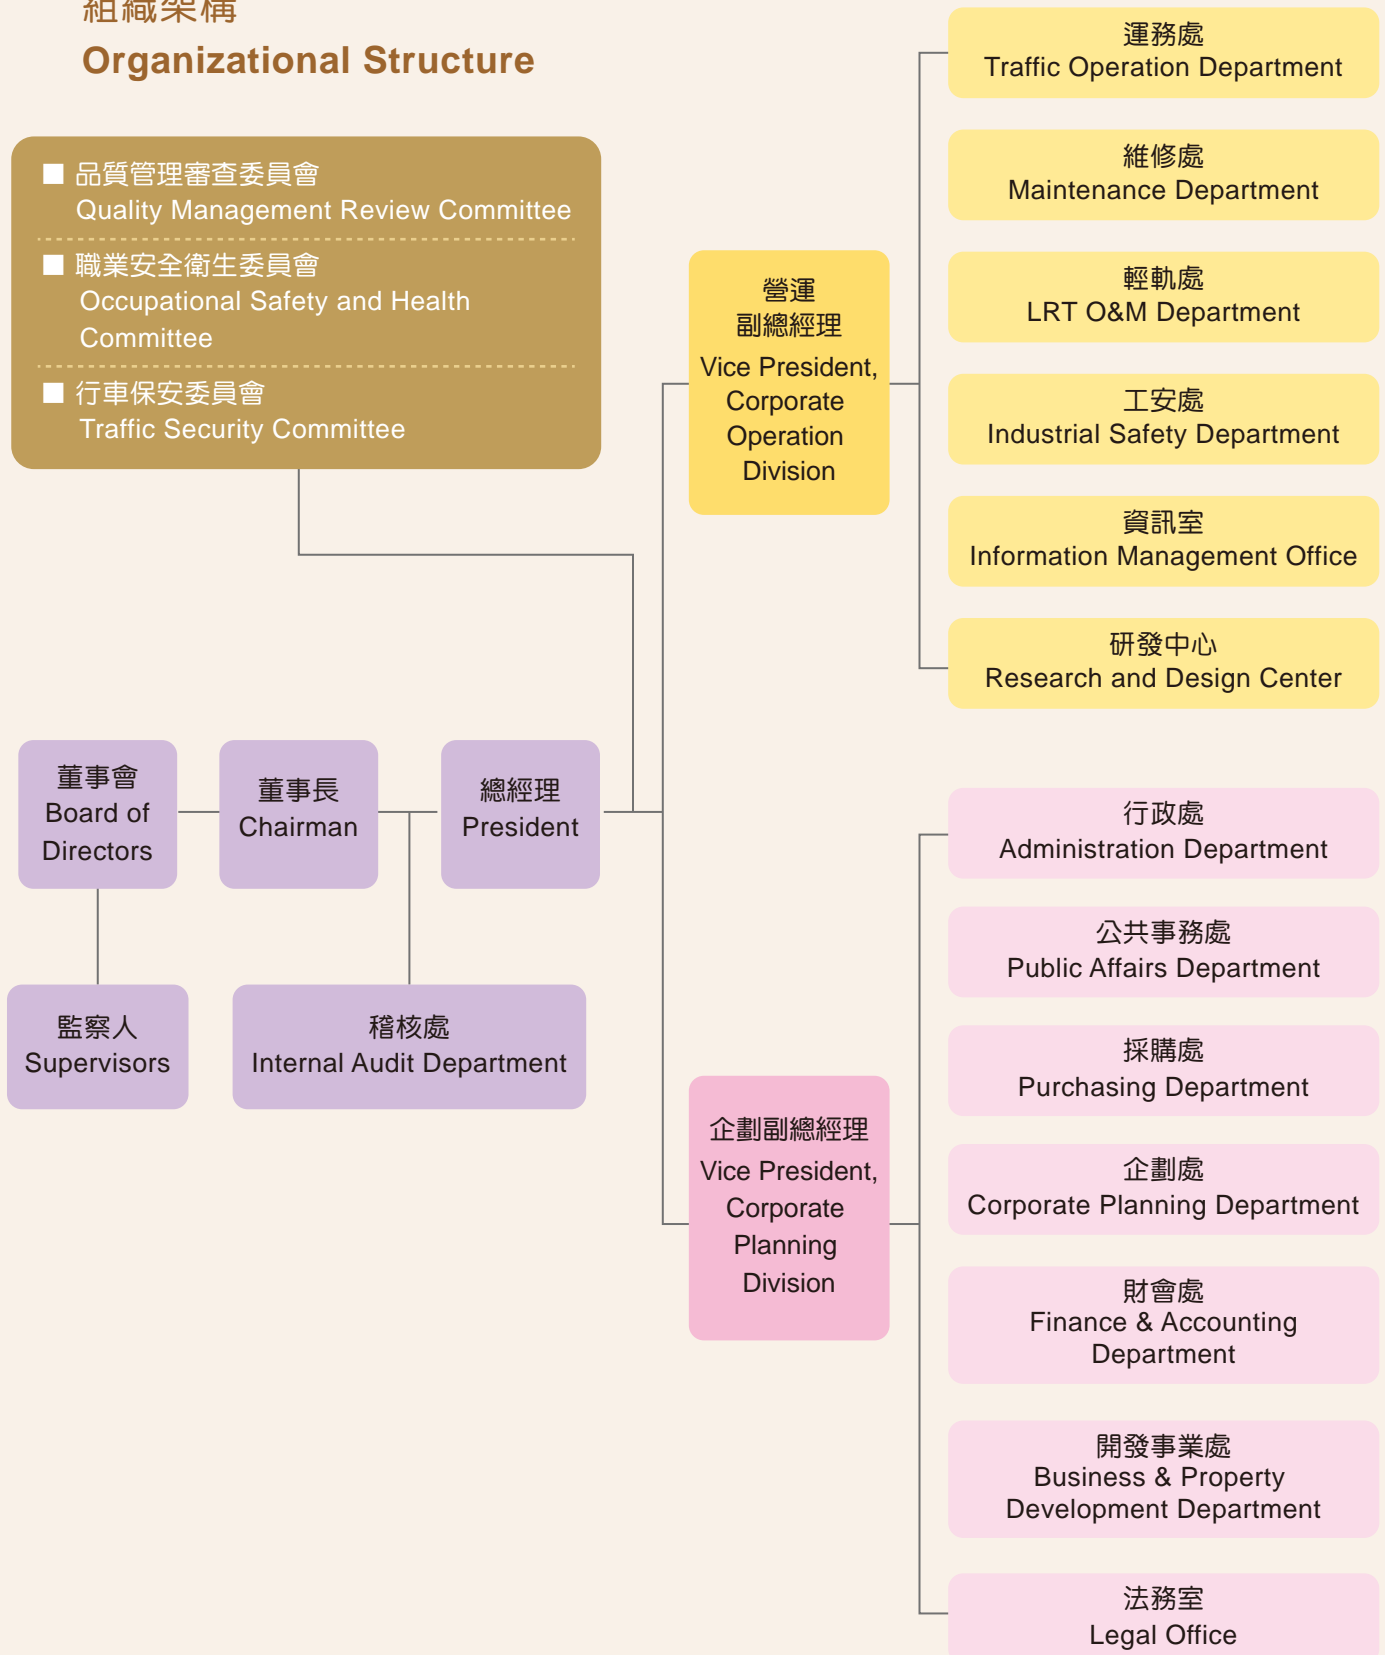 組織架構
Organizational Structure
品質管理審查委員會
Quality Management Review Committee
職業安全衛生委員會
Occupational Safety and Health
Committee
行車保安委員會
Traffic Security Committee
董事會
Board of
Directors
監察人
Supervisors
董事長
Chairman
稽核處
Internal Audit Department
總經理
President
營運
副總經理
Vice President,
Corporate
Operation
Division
運務處
Traffic Operation Department
維修處
Maintenance Department
輕軌處
LRT O&M Department
工安處
Industrial Safety Department
資訊室
Information Management Office
研發中心
Research and Design Center
企劃副總經理
Vice President,
Corporate
Planning
Division
行政處
Administration Department
公共事務處
Public Affairs Department
採購處
Purchasing Department
企劃處
Corporate Planning Department
財會處
Finance & Accounting
Department
開發事業處
Business & Property
Development Department
法務室
Legal Office